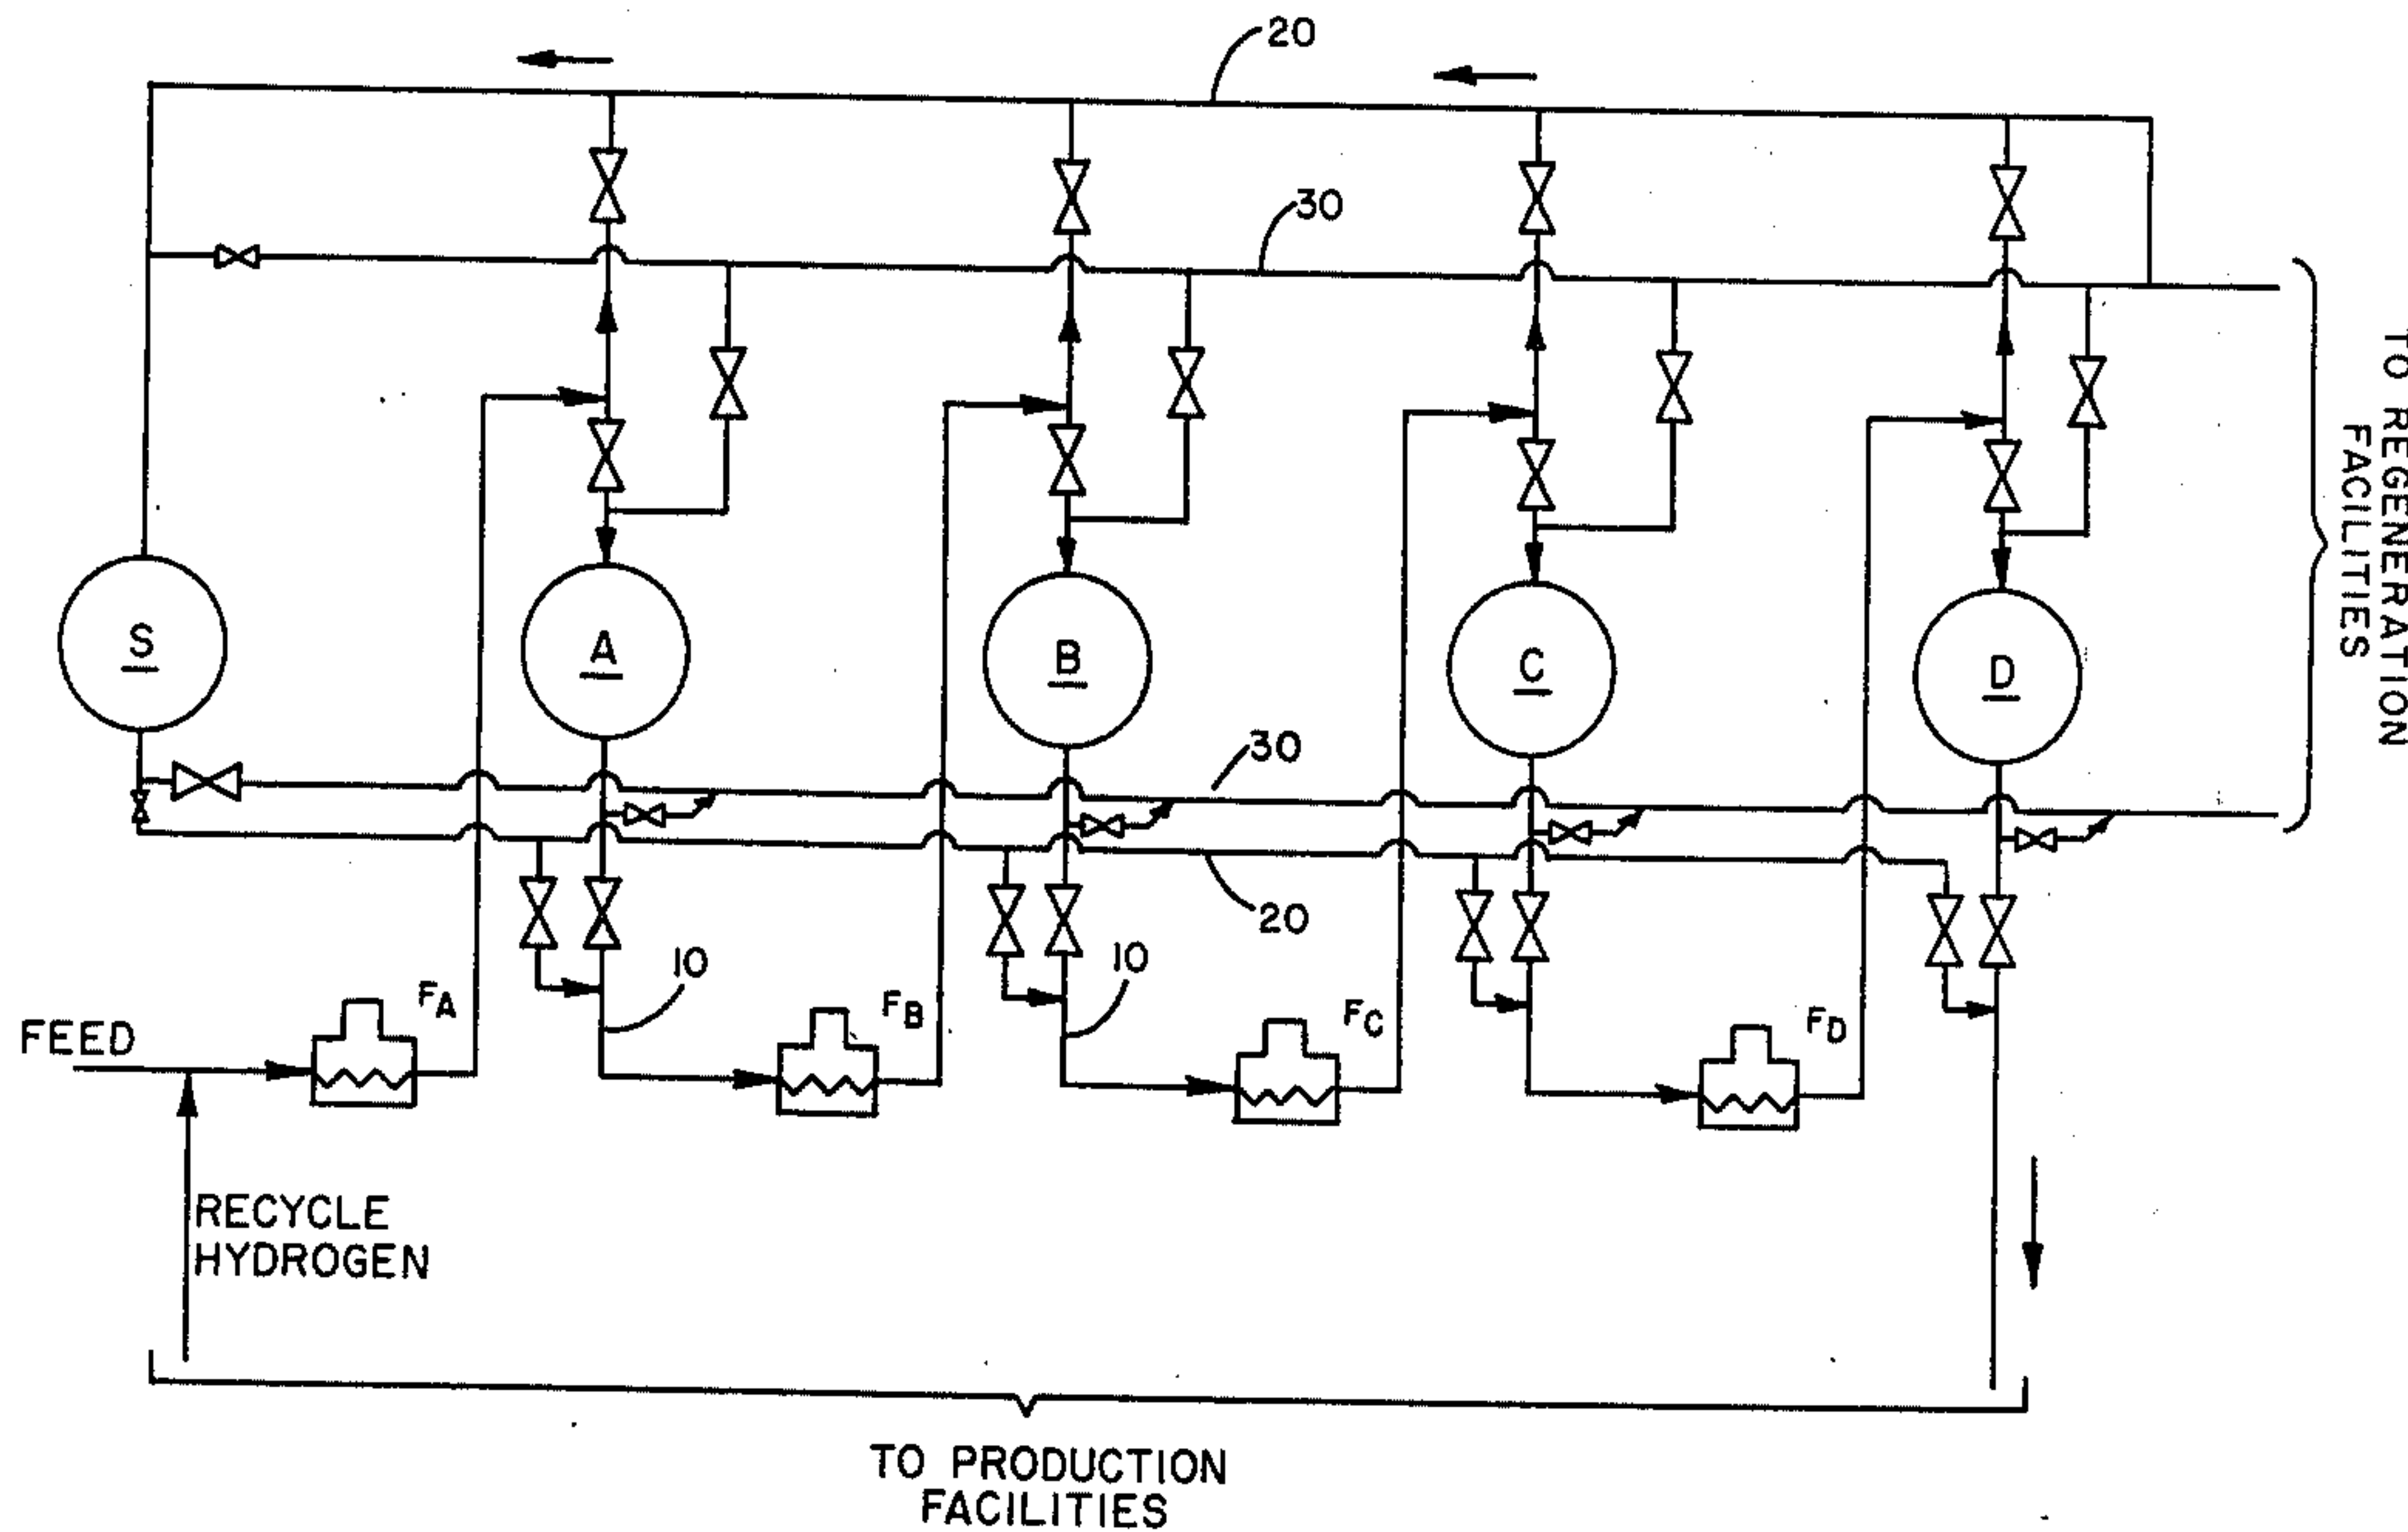 20
30
TO REGENERATION
FACILITIES
S
A
B
C
D
30
20
10
10
FA
FB
FC
FD
FEED
RECYCLE
HYDROGEN
TO PRODUCTION
FACILITIES